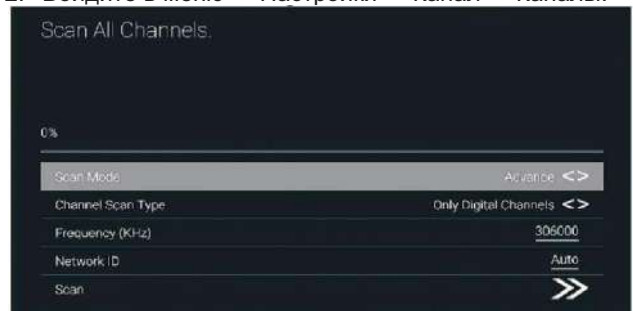 Scan All Channels.
0%
Scan Mode Advance <>
Channel Scan Type Only Digital Channels <>
Frequency (KHz) 306000
Network ID Auto
Scan >>